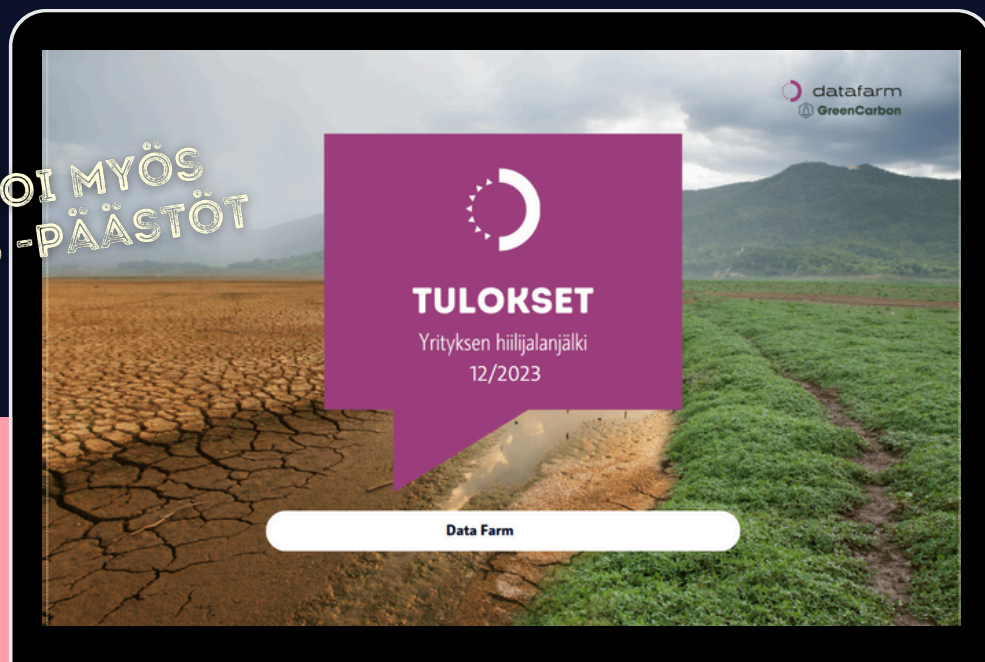 datafarm
GreenCarbon
OI MYÖS
-PÄÄSTÖT
TULOKSET
Yrityksen hiilijalanjälki
12/2023
Data Farm